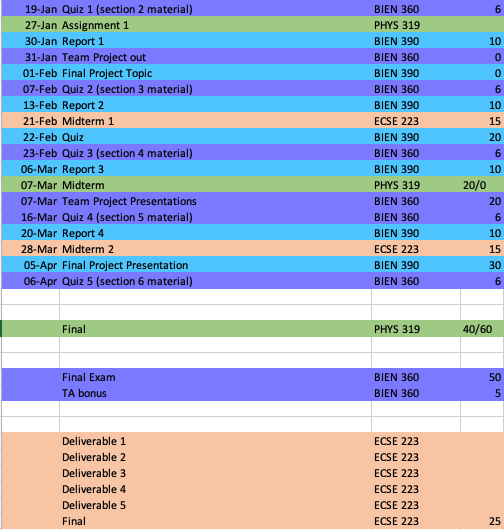 19-Jan Quiz 1 (section 2 material) BIEN 360 6
27-Jan Assignment 1 PHYS 319
30-Jan Report 1 BIEN 390 10
31-Jan Team Project out BIEN 360 0
01-Feb Final Project Topic BIEN 390 0
07-Feb Quiz 2 (section 3 material) BIEN 360 6
13-Feb Report 2 BIEN 390 10
21-Feb Midterm 1 ECSE 223 15
22-Feb Quiz BIEN 390 20
23-Feb Quiz 3 (section 4 material) BIEN 360 6
06-Mar Report 3 BIEN 390 10
07-Mar Midterm PHYS 319 20/0
07-Mar Team Project Presentations BIEN 360 20
16-Mar Quiz 4 (section 5 material) BIEN 360 6
20-Mar Report 4 BIEN 390 10
28-Mar Midterm 2 ECSE 223 15
05-Apr Final Project Presentation BIEN 390 30
06-Apr Quiz 5 (section 6 material) BIEN 360 6
Final PHYS 319 40/60
Final Exam BIEN 360 50
TA bonus BIEN 360 5
Deliverable 1 ECSE 223
Deliverable 2 ECSE 223
Deliverable 3 ECSE 223
Deliverable 4 ECSE 223
Deliverable 5 ECSE 223
Final ECSE 223 25